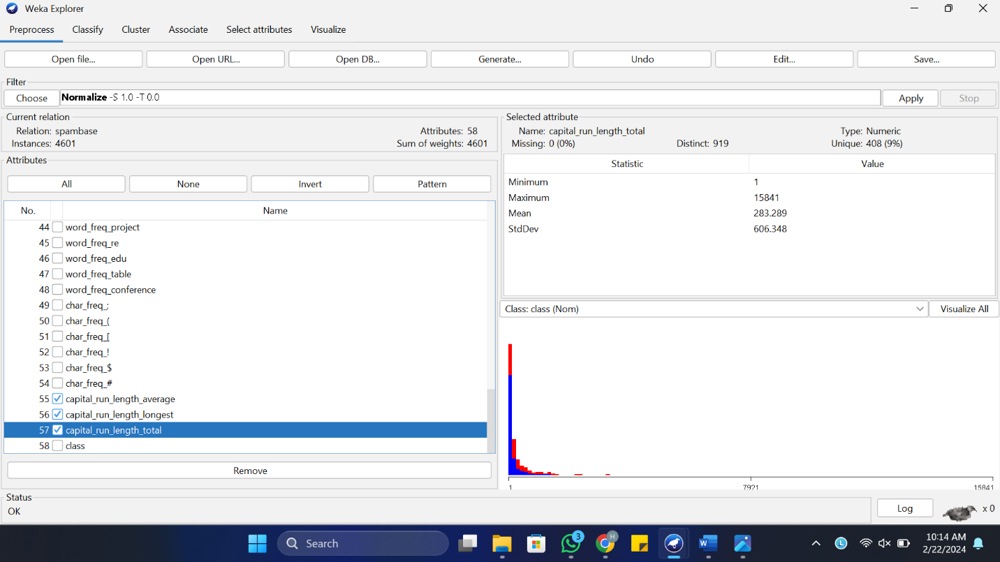 Weka Explorer
Preprocess Classify Cluster Associate Select attributes Visualize
Open file... Open URL... Open DB... Generate... Undo Edit... Save...
Filter
Choose Normalize -S 1.0 -T 0.0 Apply Stop
Current relation
Relation: spambase Attributes: 58
Instances: 4601 Sum of weights: 4601
Attributes
All None Invert Pattern
No. Name
44 word_freq_project
45 word_freq_re
46 word_freq_edu
47 word_freq_table
48 word_freq_conference
49 char_freq_;
50 char_freq_(
51 char_freq_[
52 char_freq_!
53 char_freq_$
54 char_freq_#
55 capital_run_length_average
56 capital_run_length_longest
57 capital_run_length_total
58 class
Remove
Selected attribute
Name: capital_run_length_total Type: Numeric
Missing: 0 (0%) Distinct: 919 Unique: 408 (9%)
Statistic Value
Minimum 1
Maximum 15841
Mean 283.289
StdDev 606.348
Class: class (Nom) Visualize All
1 7921 15841
Status
OK
Log x 0
Search
3
H
W
L
10:14 AM
2/22/2024